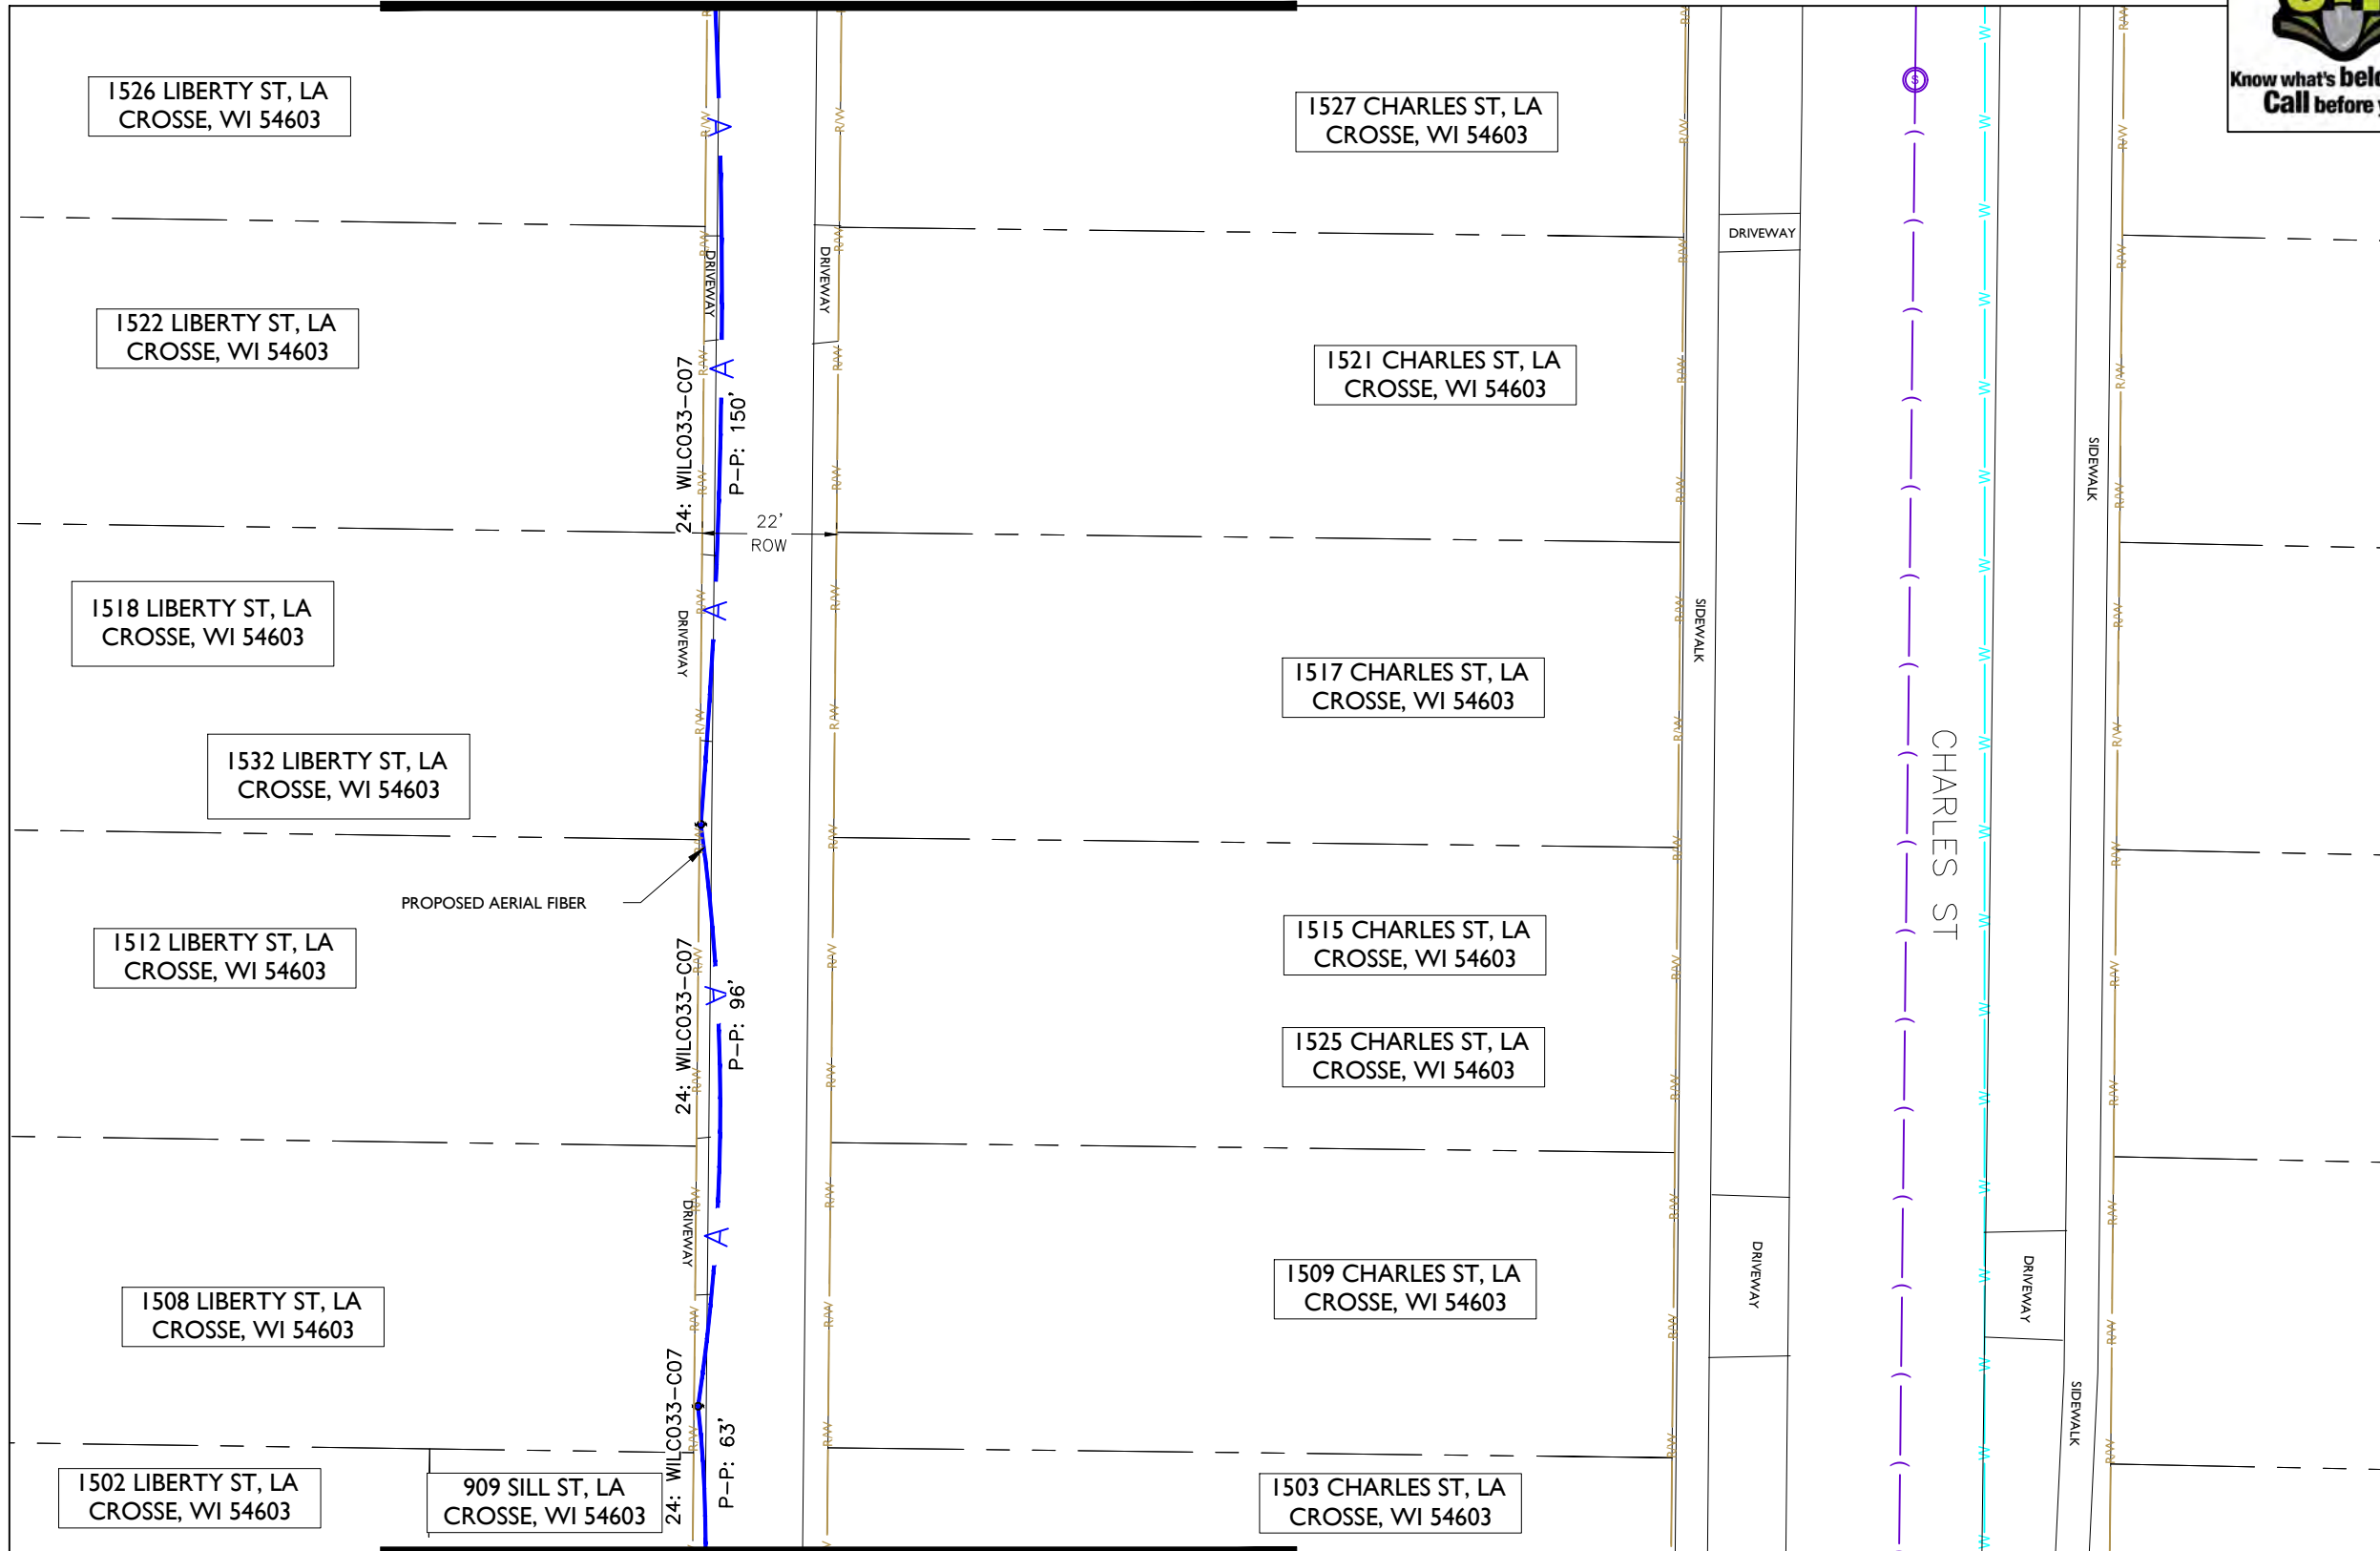 1526 LIBERTY ST, LA
CROSSE, WI 54603
1527 CHARLES ST, LA
CROSSE, WI 54603
Know what's
Call before
DRIVEWAY
DRIVEWAY
DRIVEWAY
1522 LIBERTY ST, LA
CROSSE, WI 54603
1521 CHARLES ST, LA
CROSSE, WI 54603
24: WILC033-C07
P-P: 150'
SIDEWALK
22'
ROW
1518 LIBERTY ST, LA
CROSSE, WI 54603
DRIVEWAY
SIDEWALK
1517 CHARLES ST, LA
CROSSE, WI 54603
1532 LIBERTY ST, LA
CROSSE, WI 54603
CHARLES ST
PROPOSED AERIAL FIBER
1512 LIBERTY ST, LA
CROSSE, WI 54603
1515 CHARLES ST, LA
CROSSE, WI 54603
24: WILC033-C07
P-P: 96'
1525 CHARLES ST, LA
CROSSE, WI 54603
DRIVEWAY
1508 LIBERTY ST, LA
CROSSE, WI 54603
1509 CHARLES ST, LA
CROSSE, WI 54603
DRIVEWAY
DRIVEWAY
SIDEWALK
24: WILC033-C07
P-P: 63'
1502 LIBERTY ST, LA
CROSSE, WI 54603
909 SILL ST, LA
CROSSE, WI 54603
1503 CHARLES ST, LA
CROSSE, WI 54603
R/W
A
W
S